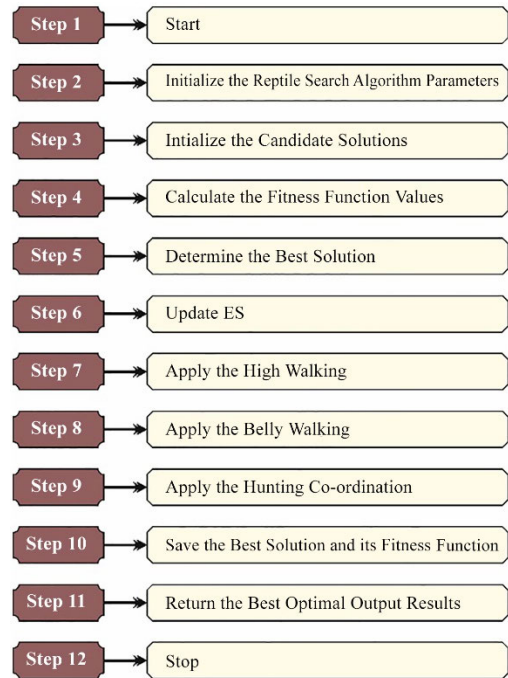 Step 1 Start
Step 2 Initialize the Reptile Search Algorithm Parameters
Step 3 Intialize the Candidate Solutions
Step 4 Calculate the Fitness Function Values
Step 5 Determine the Best Solution
Step 6 Update ES
Step 7 Apply the High Walking
Step 8 Apply the Belly Walking
Step 9 Apply the Hunting Co-ordination
Step 10 Save the Best Solution and its Fitness Function
Step 11 Return the Best Optimal Output Results
Step 12 Stop